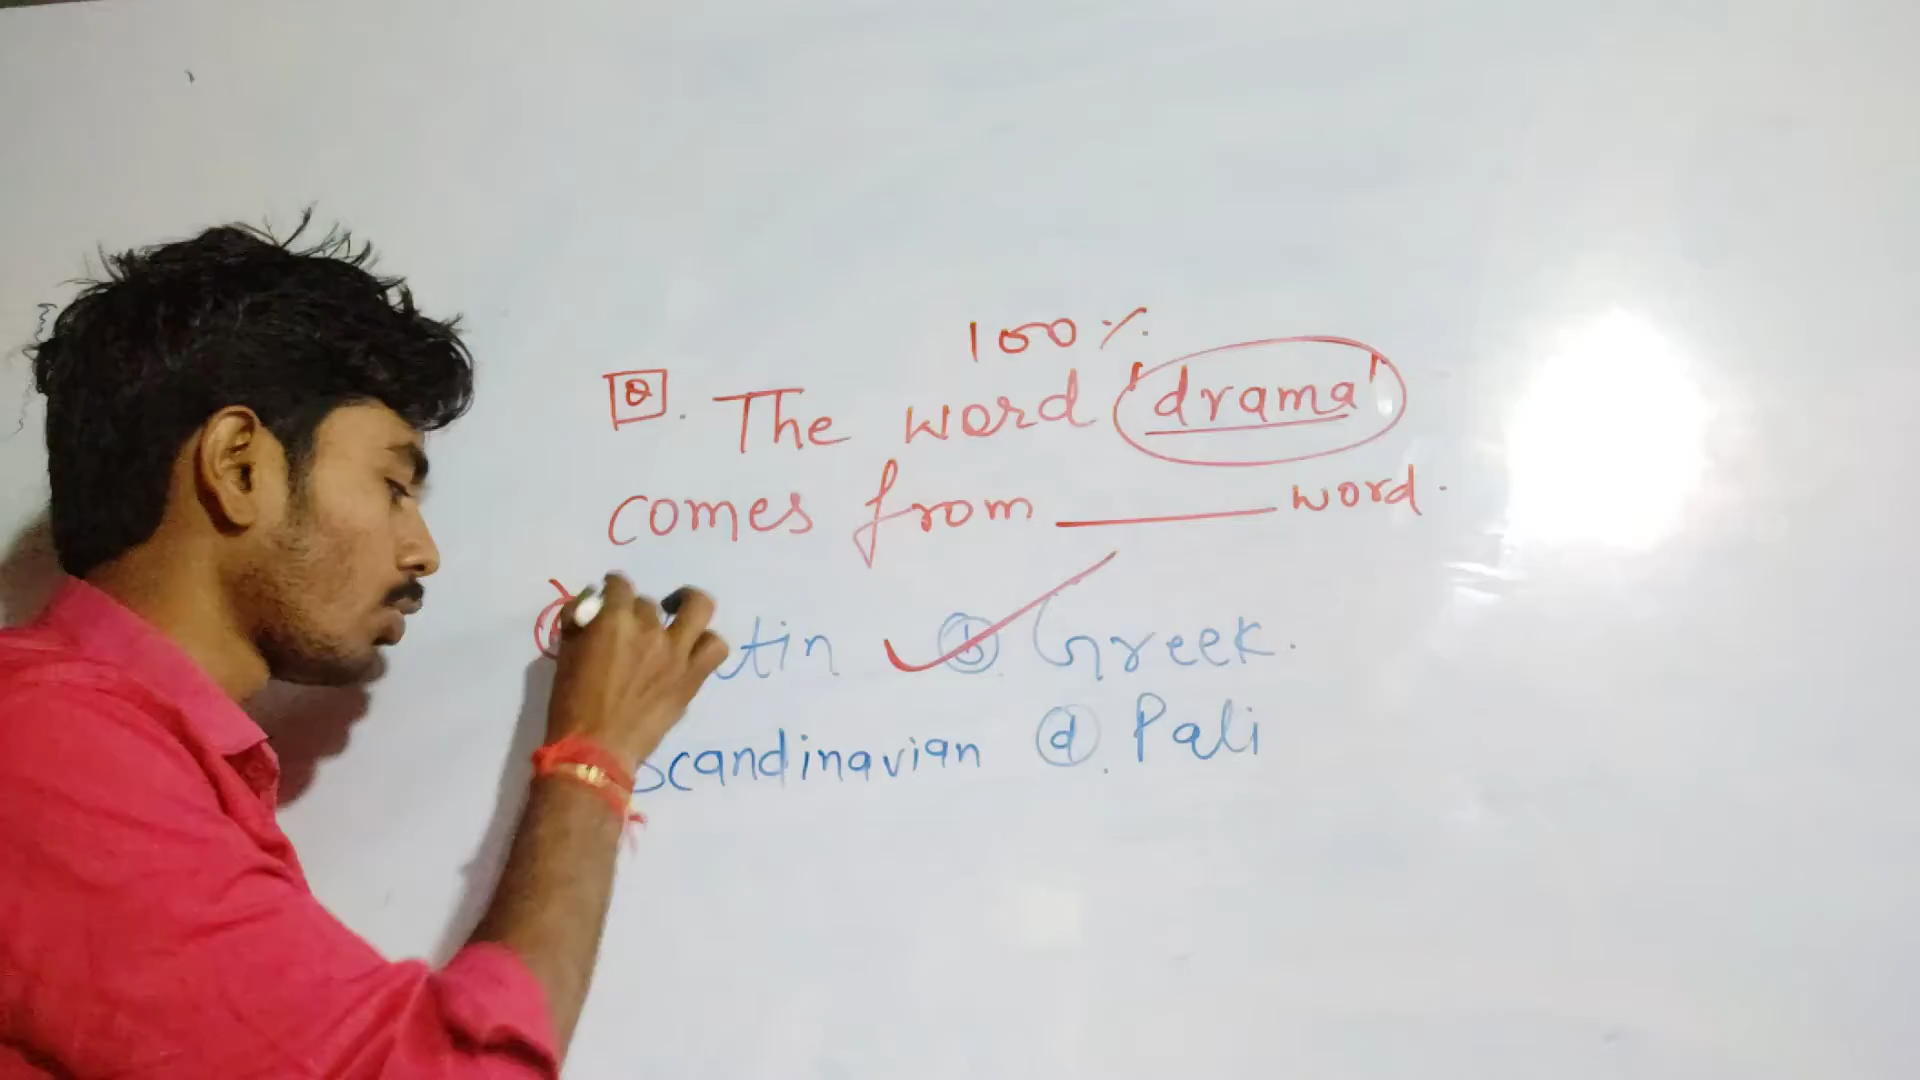 100%
Q. The word 'drama'
comes from ______ word.
tin ⓑ Greek.
scandinavian ⓓ. Pali